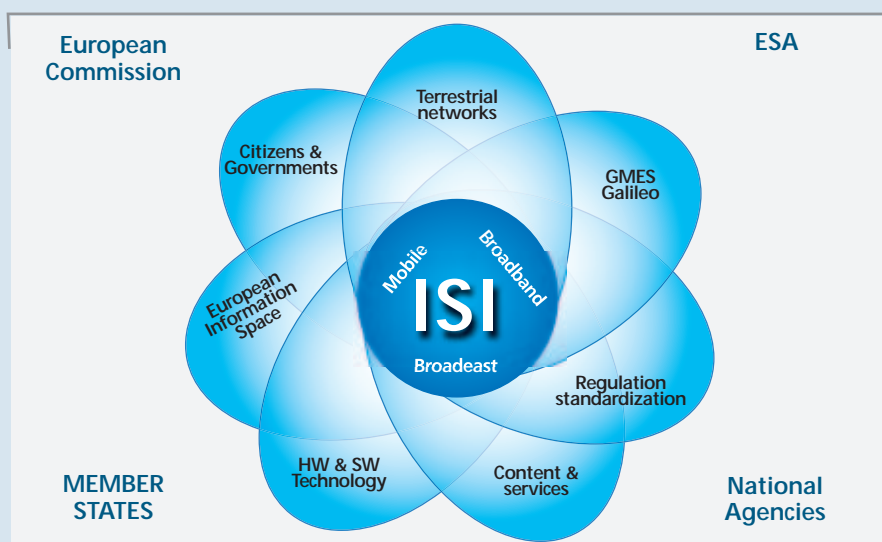 European
Commission
ESA
Terrestrial
networks
Citizens &
Governments
GMES
Galileo
Mobile
Broadband
ISI
Broadeast
European
Information
Space
Regulation
standardization
HW & SW
Technology
Content &
services
MEMBER
STATES
National
Agencies